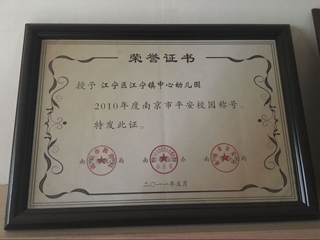 荣誉证书
授予 江宁区江宁镇中心幼儿园
2010年度南京市平安校园称号。
特发此证。
二〇一一年五月